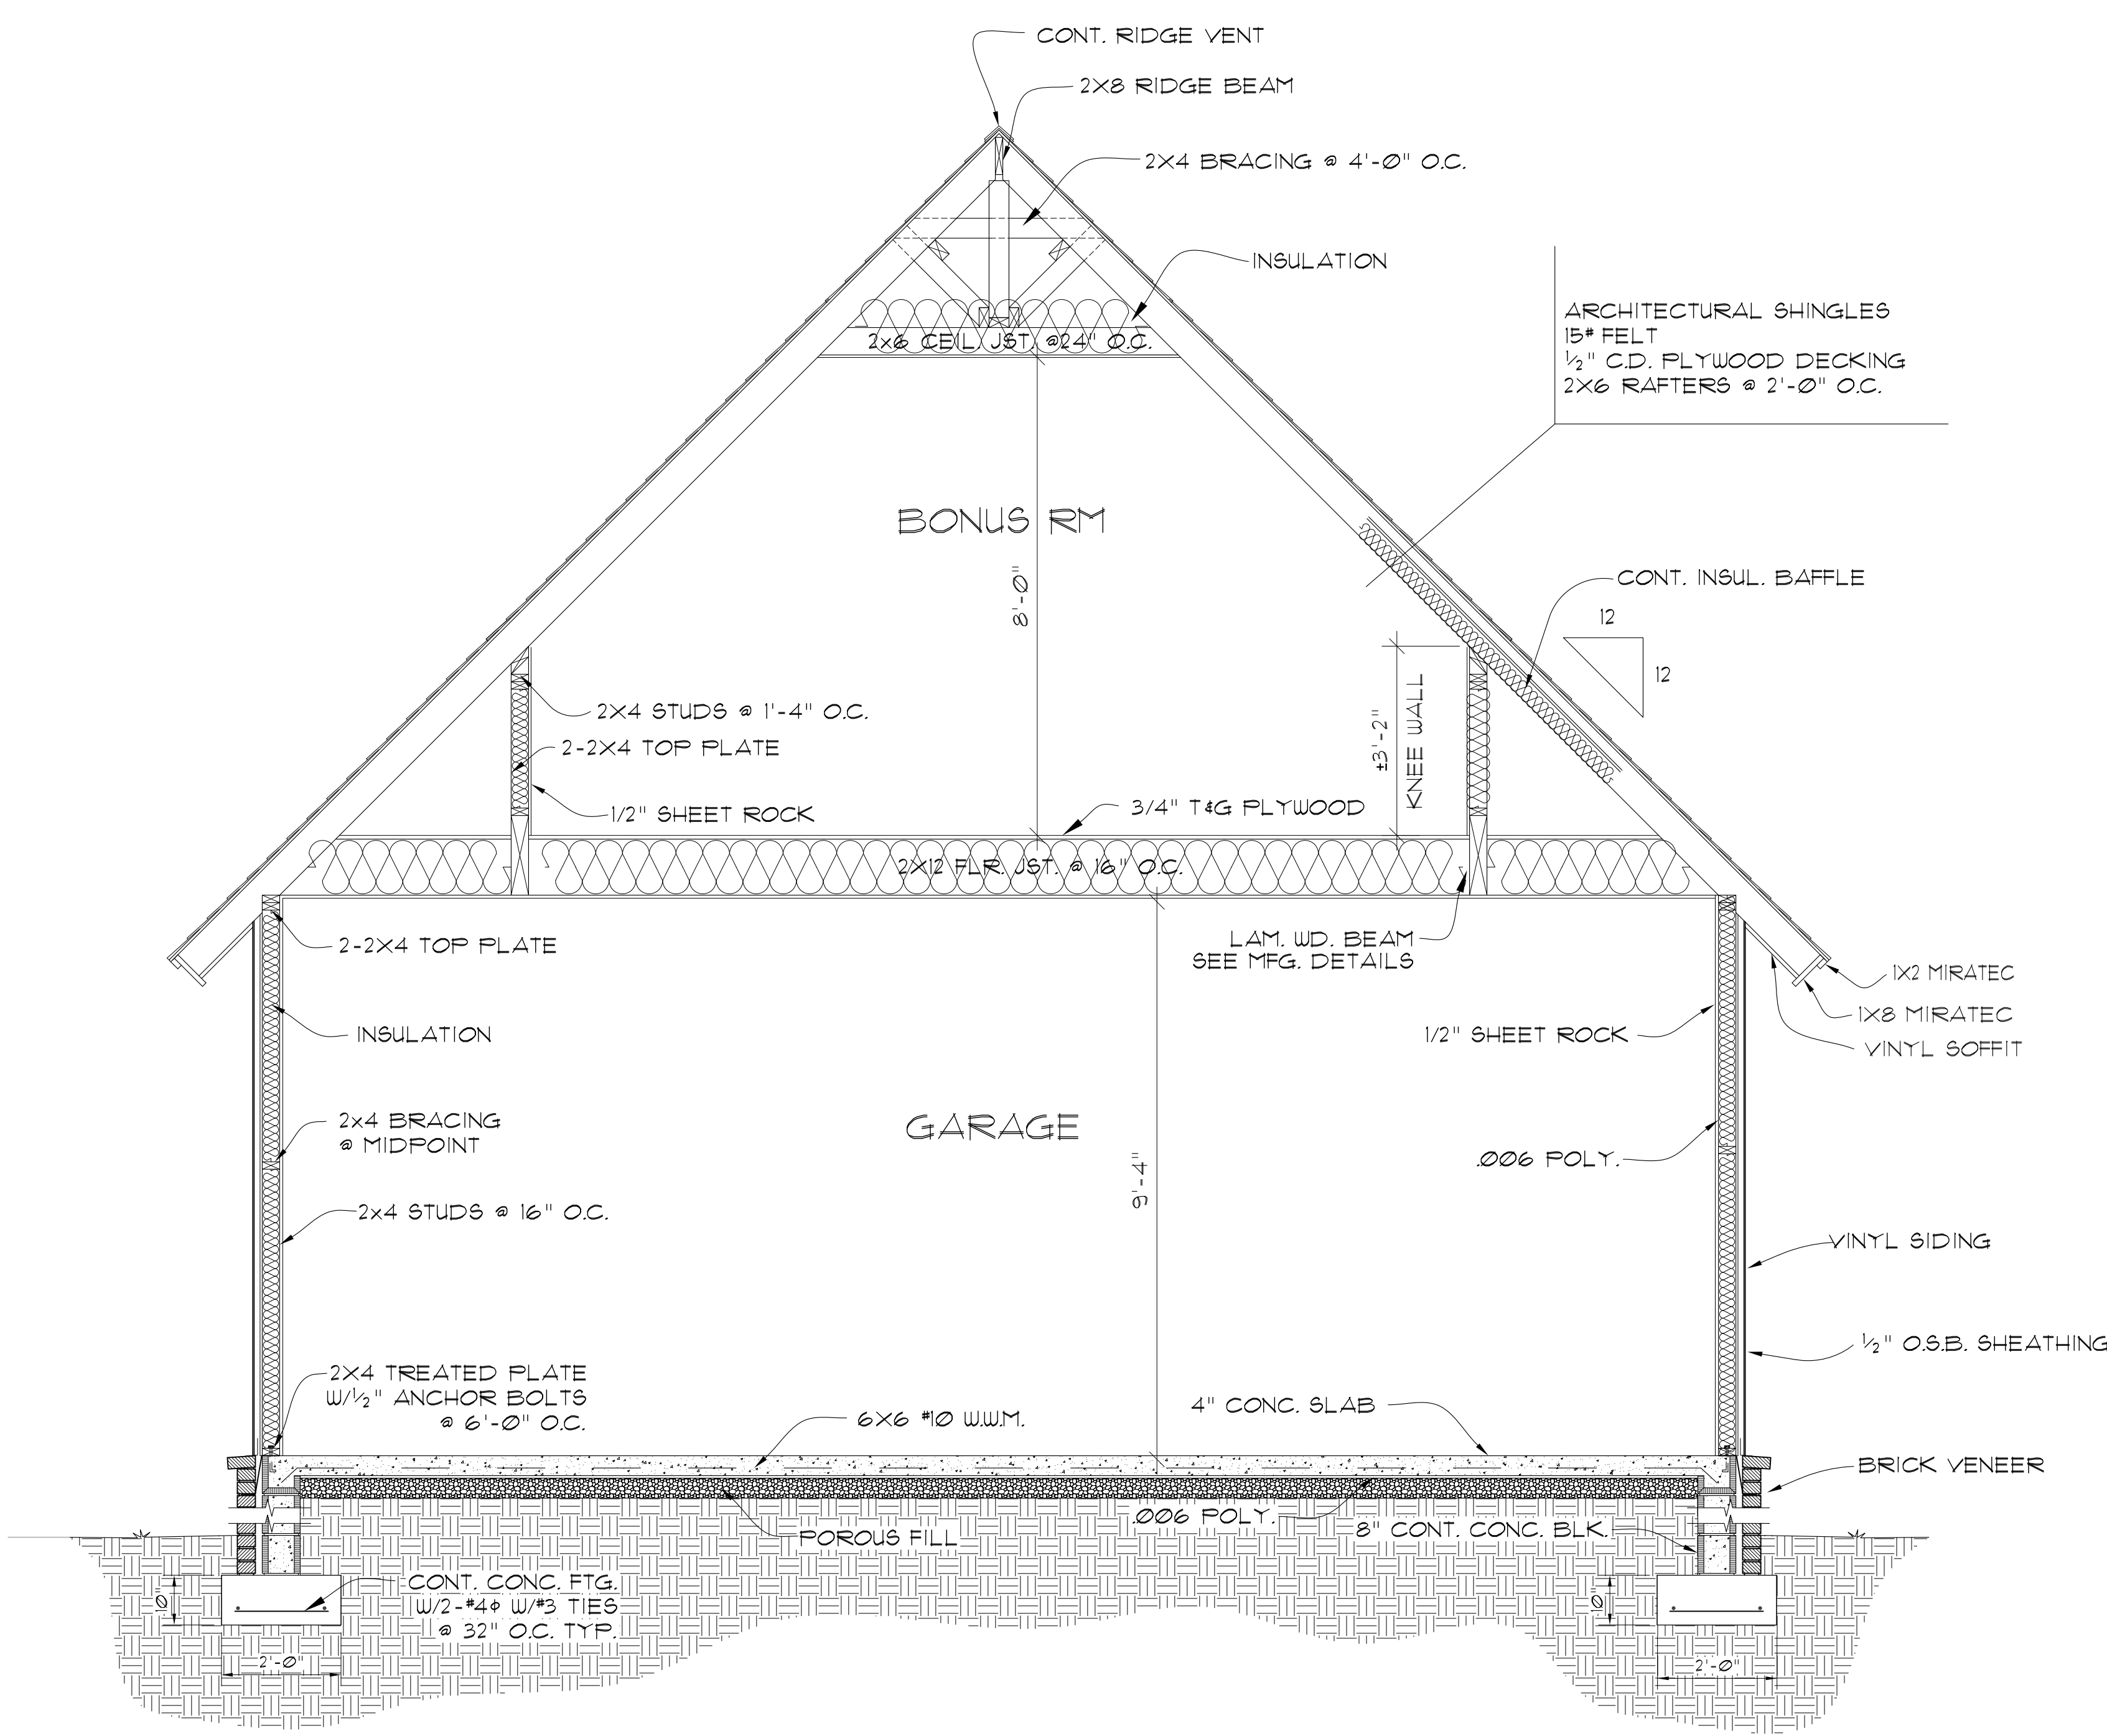 CONT. RIDGE VENT
2X8 RIDGE BEAM
2X4 BRACING @ 4'-0" O.C.
INSULATION
ARCHITECTURAL SHINGLES
15# FELT
½" C.D. PLYWOOD DECKING
2X6 RAFTERS @ 2'-0" O.C.
2x6 CEIL. JST. @24" O.C.
BONUS RM
8'-0"
CONT. INSUL. BAFFLE
12
12
2X4 STUDS @ 1'-4" O.C.
2-2X4 TOP PLATE
1/2" SHEET ROCK
±3'-2"
KNEE WALL
3/4" T&G PLYWOOD
2X12 FLR. JST. @ 16" O.C.
2-2X4 TOP PLATE
LAM. WD. BEAM
SEE MFG. DETAILS
1X2 MIRATEC
1X8 MIRATEC
VINYL SOFFIT
INSULATION
1/2" SHEET ROCK
2x4 BRACING
@ MIDPOINT
GARAGE
9'-4"
.006 POLY.
2x4 STUDS @ 16" O.C.
VINYL SIDING
½" O.S.B. SHEATHING
2X4 TREATED PLATE
W/½" ANCHOR BOLTS
@ 6'-0" O.C.
6X6 #10 W.W.M.
4" CONC. SLAB
BRICK VENEER
POROUS FILL
.006 POLY.
8" CONT. CONC. BLK.
CONT. CONC. FTG.
W/2-#4ϕ W/#3 TIES
@ 32" O.C. TYP.
10"
2'-0"
10"
2'-0"